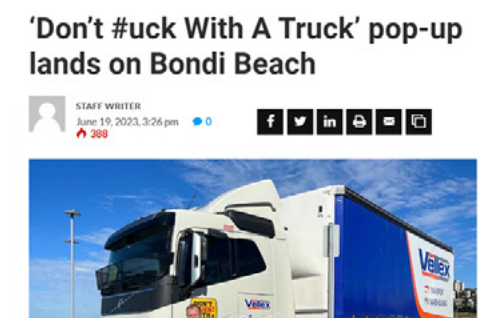 ‘Don’t #uck With A Truck’ pop-up
lands on Bondi Beach
STAFF WRITER
June 19, 2023, 3:26 pm 0
388
Vellex
Vellex
DON'T